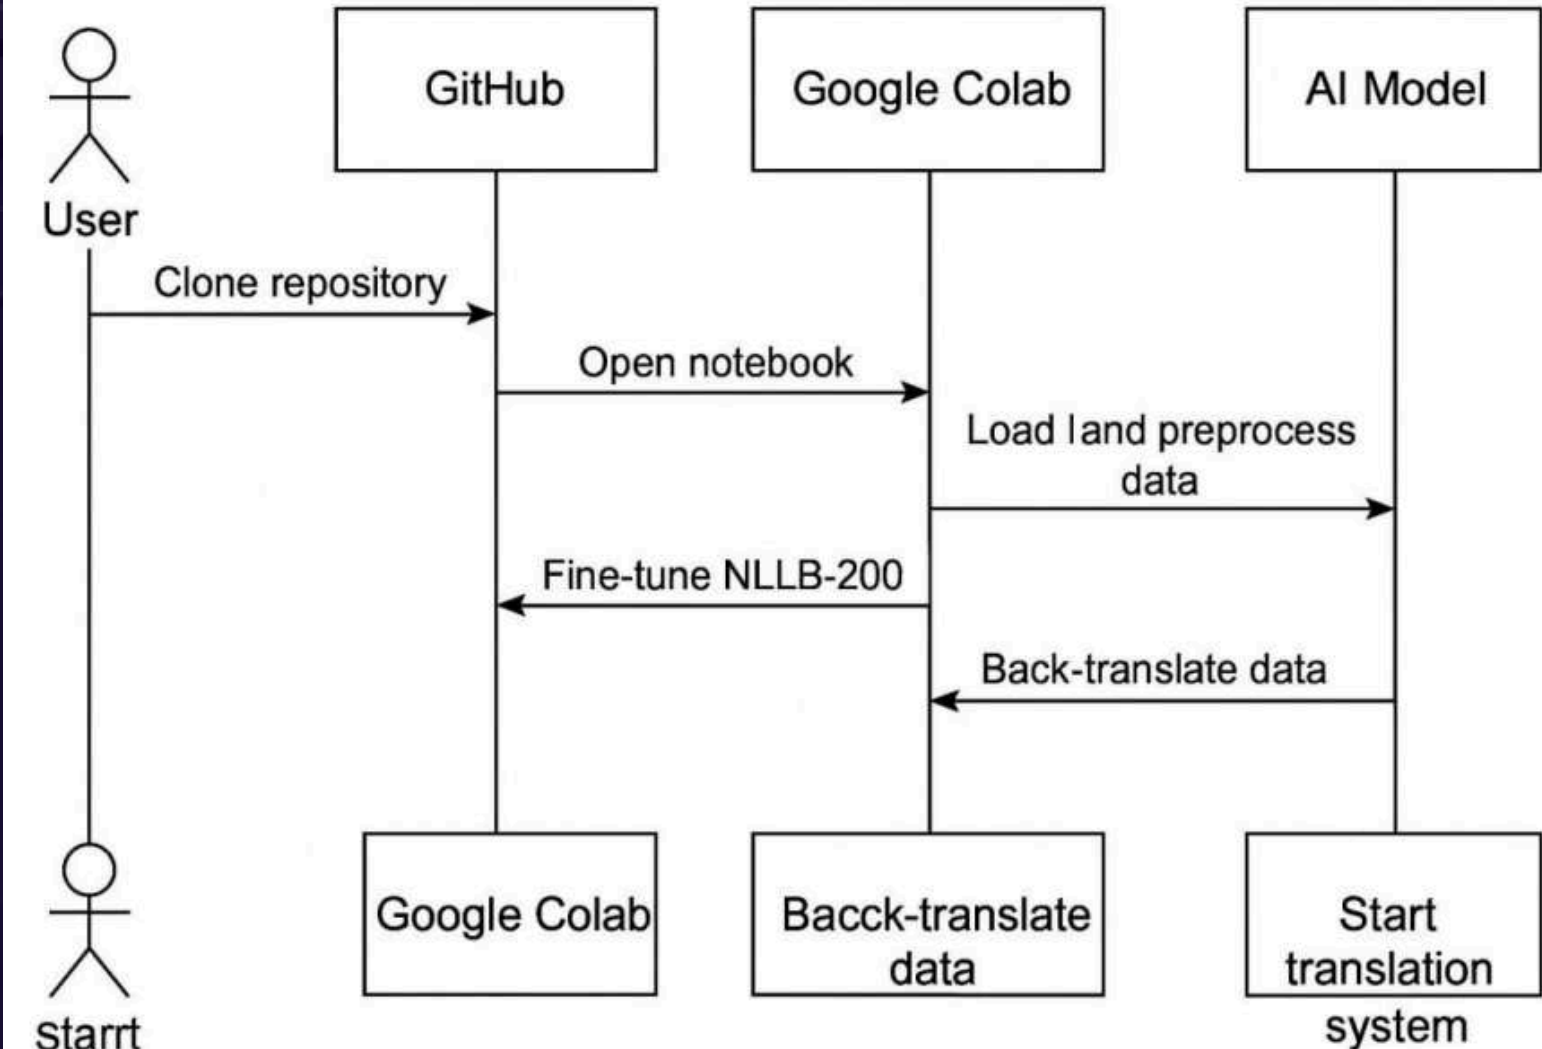 GitHub
Google Colab
AI Model
User
Clone repository
Open notebook
Load land preprocess
data
Fine-tune NLLB-200
Back-translate data
Google Colab
Bacck-translate
data
Start
translation
system
starrt